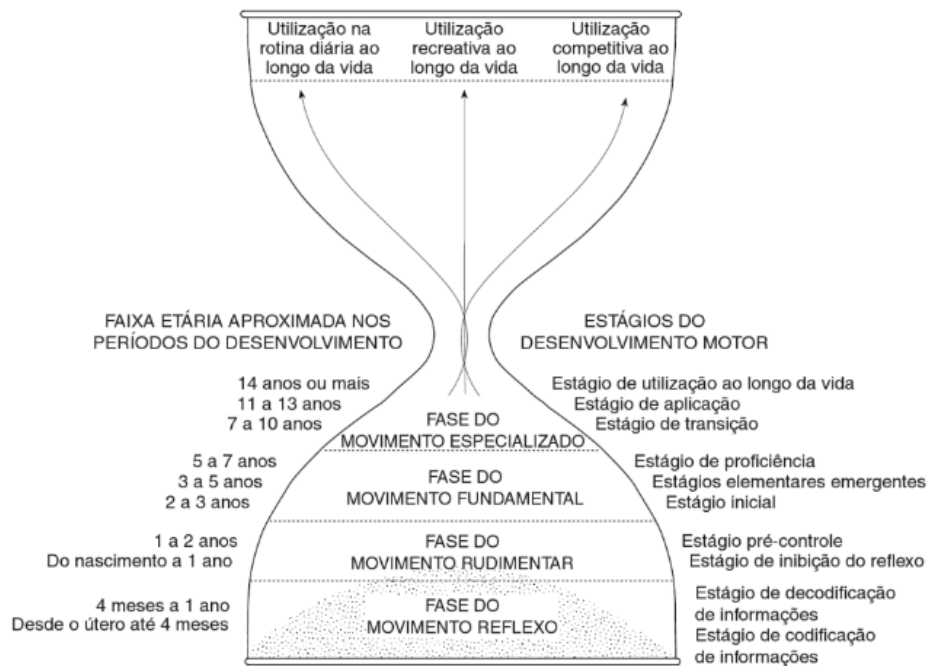 Utilização na
rotina diária ao
longo da vida
Utilização
recreativa ao
longo da vida
Utilização
competitiva ao
longo da vida
FAIXA ETÁRIA APROXIMADA NOS
PERÍODOS DO DESENVOLVIMENTO
ESTÁGIOS DO
DESENVOLVIMENTO MOTOR
14 anos ou mais
11 a 13 anos
7 a 10 anos
FASE DO
MOVIMENTO ESPECIALIZADO
Estágio de utilização ao longo da vida
Estágio de aplicação
Estágio de transição
5 a 7 anos
3 a 5 anos
2 a 3 anos
FASE DO
MOVIMENTO FUNDAMENTAL
Estágio de proficiência
Estágios elementares emergentes
Estágio inicial
1 a 2 anos
Do nascimento a 1 ano
FASE DO
MOVIMENTO RUDIMENTAR
Estágio pré-controle
Estágio de inibição do reflexo
4 meses a 1 ano
Desde o útero até 4 meses
FASE DO
MOVIMENTO REFLEXO
Estágio de decodificação
de informações
Estágio de codificação
de informações